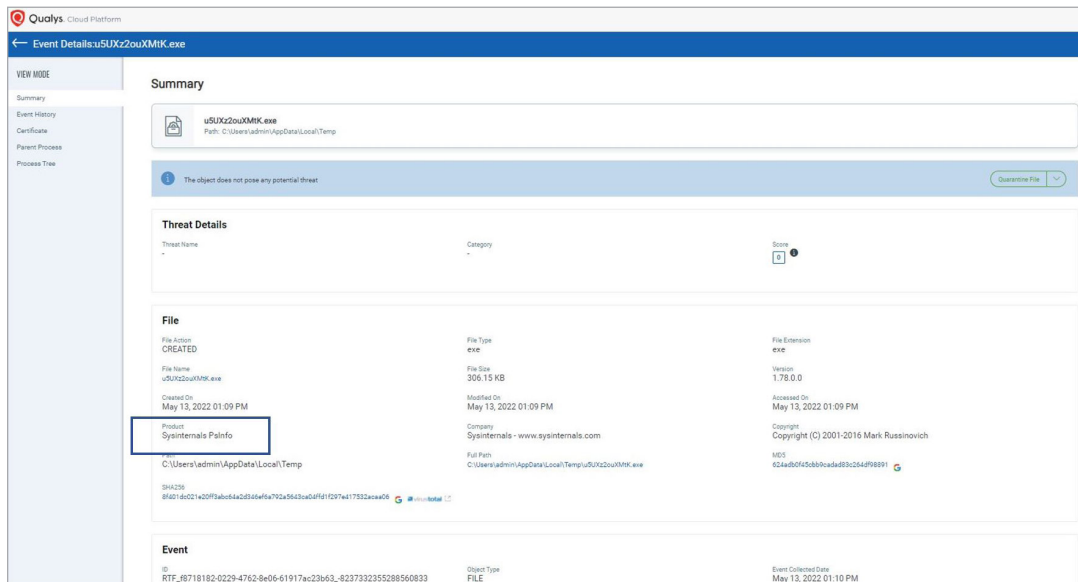 Qualys. Cloud Platform
Event Details:u5UXz2ouXMtK.exe
VIEW MODE
Summary
Event History
Certificate
Parent Process
Process Tree
Summary
u5UXz2ouXMtK.exe
Path: C:\Users\admin\AppData\Local\Temp
The object does not pose any potential threat
Quarantine File
Threat Details
Threat Name Category Score
- - 0
File
File Action File Type File Extension
CREATED exe exe
File Name File Size Version
u5UXz2ouXMtK.exe 306.15 KB 1.78.0.0
Created On Modified On Accessed On
May 13, 2022 01:09 PM May 13, 2022 01:09 PM May 13, 2022 01:09 PM
Product Company Copyright
Sysinternals PsInfo Sysinternals - www.sysinternals.com Copyright (C) 2001-2016 Mark Russinovich
Path Full Path MD5
C:\Users\admin\AppData\Local\Temp C:\Users\admin\AppData\Local\Temp\u5UXz2ouXMtK.exe 624adb0f45cbb9cadad83c264df98891
SHA256
8f401dc021e20ff3abc64a2d346ef6a792a5643ca04ffd1f297e417532acaa06 virustotal
Event
ID Object Type Event Collected Date
RTF_f8718182-0229-4762-8e06-61917ac23b63_-8237332355288560833 FILE May 13, 2022 01:10 PM